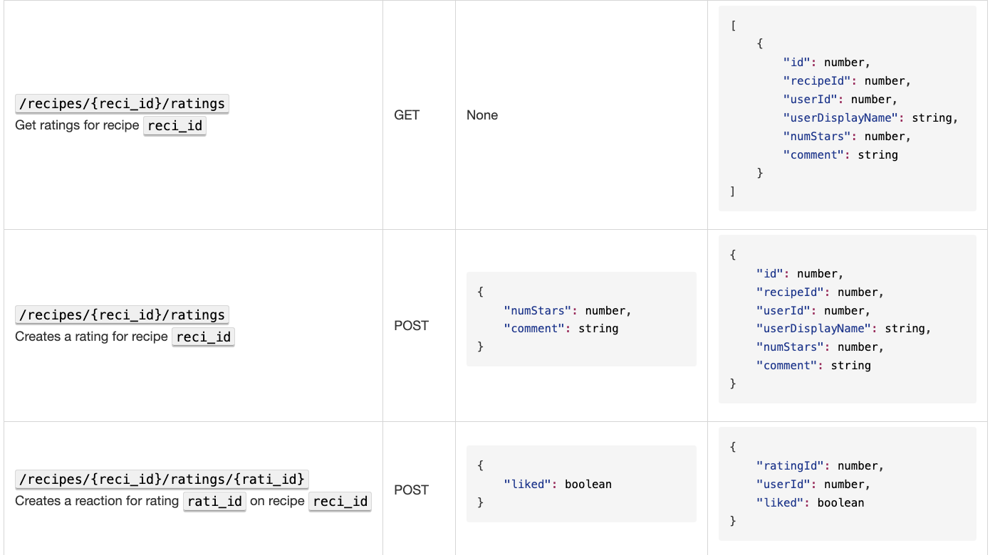 /recipes/{reci_id}/ratings
Get ratings for recipe reci_id
GET
None
[
    {
        "id": number,
        "recipeId": number,
        "userId": number,
        "userDisplayName": string,
        "numStars": number,
        "comment": string
    }
]
/recipes/{reci_id}/ratings
Creates a rating for recipe reci_id
POST
{
    "numStars": number,
    "comment": string
}
{
    "id": number,
    "recipeId": number,
    "userId": number,
    "userDisplayName": string,
    "numStars": number,
    "comment": string
}
/recipes/{reci_id}/ratings/{rati_id}
Creates a reaction for rating rati_id on recipe reci_id
POST
{
    "liked": boolean
}
{
    "ratingId": number,
    "userId": number,
    "liked": boolean
}